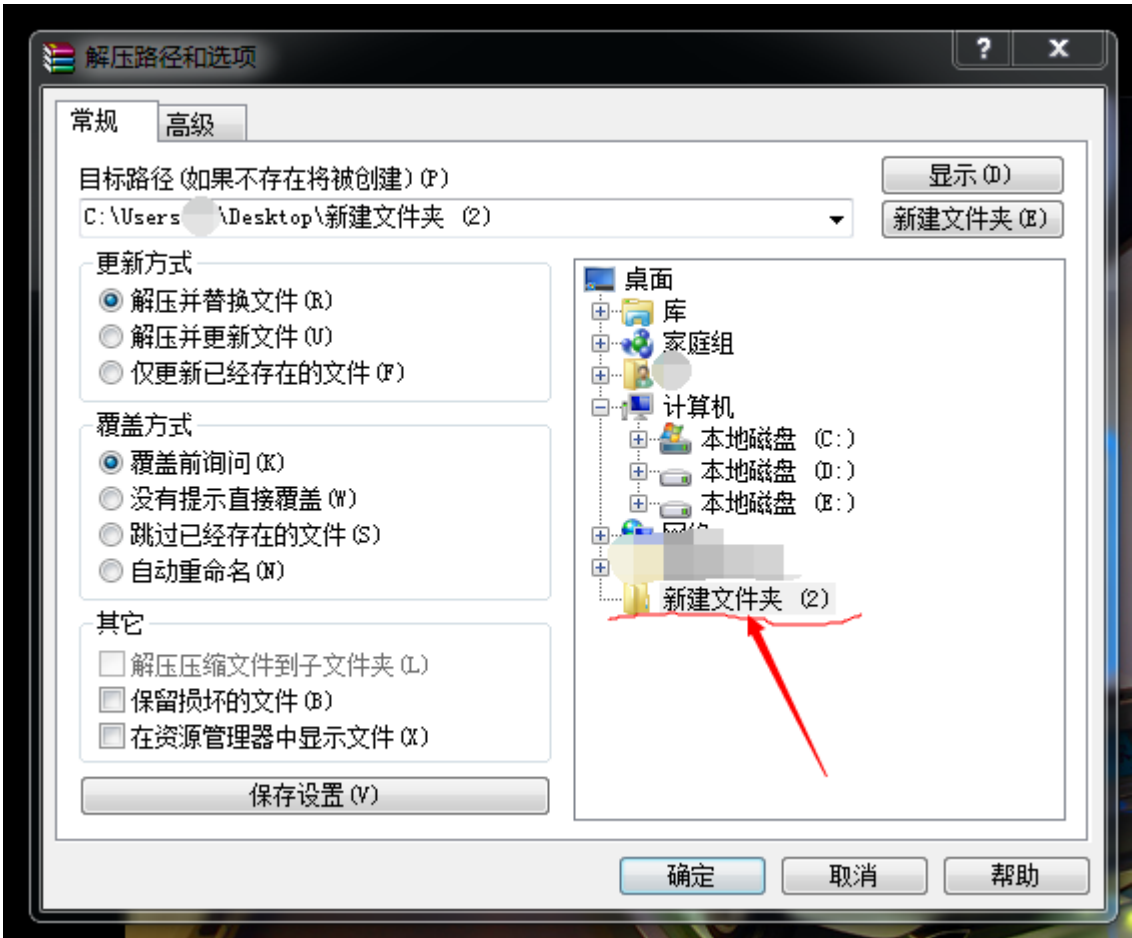 解压路径和选项
常规
高级
目标路径(如果不存在将被创建)(P)
显示(D)
C:\Users \Desktop\新建文件夹 (2)
新建文件夹(E)
更新方式
解压并替换文件(R)
解压并更新文件(U)
仅更新已经存在的文件(F)
覆盖方式
覆盖前询问(K)
没有提示直接覆盖(W)
跳过已经存在的文件(S)
自动重命名(N)
其它
解压压缩文件到子文件夹(L)
保留损坏的文件(B)
在资源管理器中显示文件(X)
保存设置(V)
桌面
库
家庭组
计算机
本地磁盘 (C:)
本地磁盘 (D:)
本地磁盘 (E:)
网络
新建文件夹 (2)
确定
取消
帮助